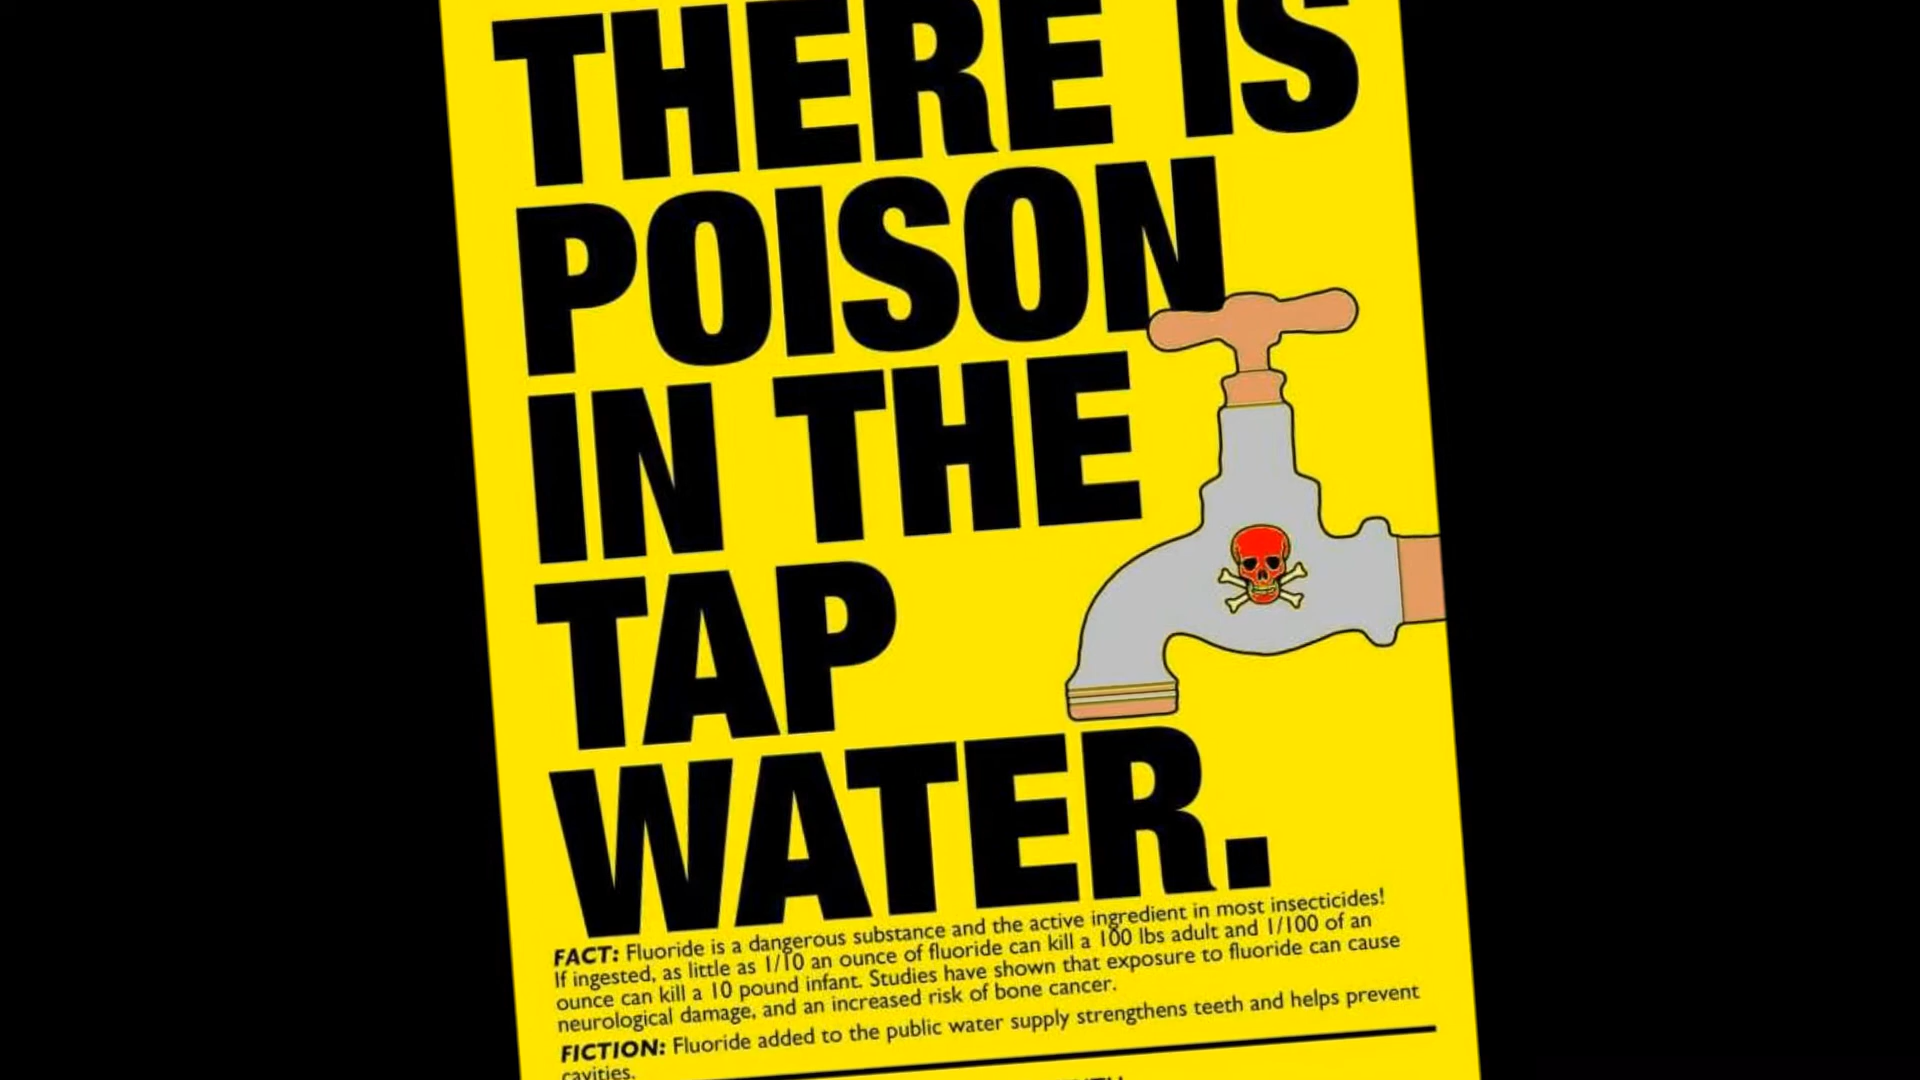 THERE IS
POISON
IN THE
TAP
WATER.
FACT: Fluoride is a dangerous substance and the active ingredient in most insecticides!
If ingested, as little as 1/10 an ounce of fluoride can kill a 100 lbs adult and 1/100 of an
ounce can kill a 10 pound infant. Studies have shown that exposure to fluoride can cause
neurological damage, and an increased risk of bone cancer.
FICTION: Fluoride added to the public water supply strengthens teeth and helps prevent
cavities.